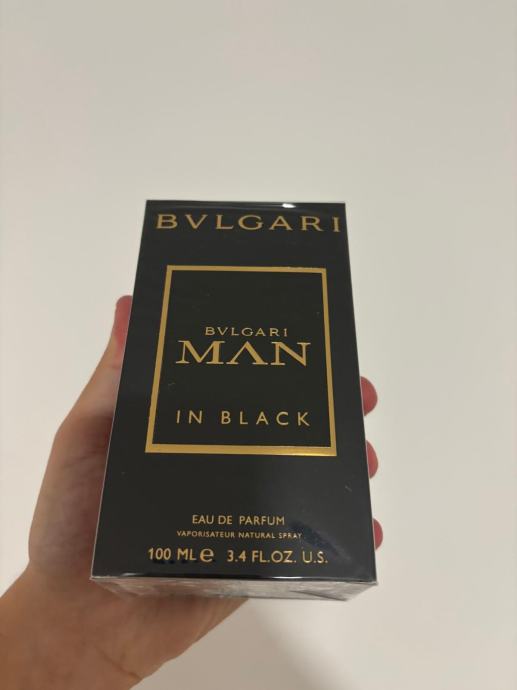 BVLGARI
BVLGARI
MAN
IN BLACK
EAU DE PARFUM
VAPORISATEUR NATURAL SPRAY
100 ML ℮ 3.4 FL.OZ. U.S.